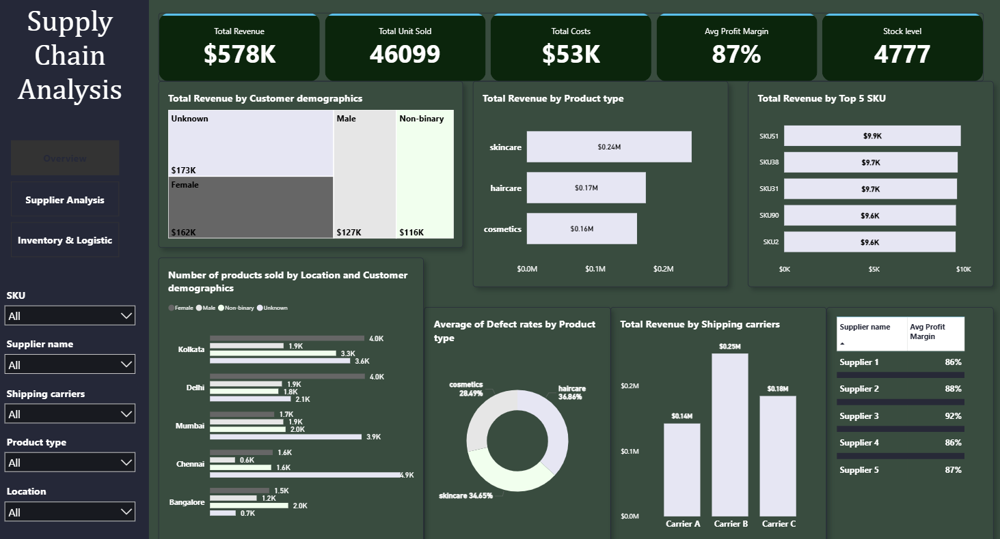 Supply
Chain
Analysis
Overview
Supplier Analysis
Inventory & Logistic
SKU
All
Supplier name
All
Shipping carriers
All
Product type
All
Location
All
Total Revenue
$578K
Total Unit Sold
46099
Total Costs
$53K
Avg Profit Margin
87%
Stock level
4777
Total Revenue by Customer demographics
Unknown
$173K
Female
$162K
Male
$127K
Non-binary
$116K
Total Revenue by Product type
skincare
$0.24M
haircare
$0.17M
cosmetics
$0.16M
$0.0M
$0.1M
$0.2M
Total Revenue by Top 5 SKU
SKU51
$9.9K
SKU38
$9.7K
SKU31
$9.7K
SKU90
$9.6K
SKU2
$9.6K
$0K
$5K
$10K
Number of products sold by Location and Customer
demographics
Female Male Non-binary Unknown
Kolkata
4.0K
1.9K
3.3K
3.6K
Delhi
4.0K
1.9K
1.8K
2.1K
Mumbai
1.7K
1.9K
2.0K
3.9K
Chennai
1.6K
0.6K
1.6K
4.9K
Bangalore
1.5K
1.2K
2.0K
0.7K
Average of Defect rates by Product
type
cosmetics
28.49%
haircare
36.86%
skincare 34.65%
Total Revenue by Shipping carriers
$0.2M
$0.1M
$0.0M
$0.14M
$0.25M
$0.18M
Carrier A
Carrier B
Carrier C
Supplier name
Avg Profit
Margin
Supplier 1 86%
Supplier 2 88%
Supplier 3 92%
Supplier 4 86%
Supplier 5 87%